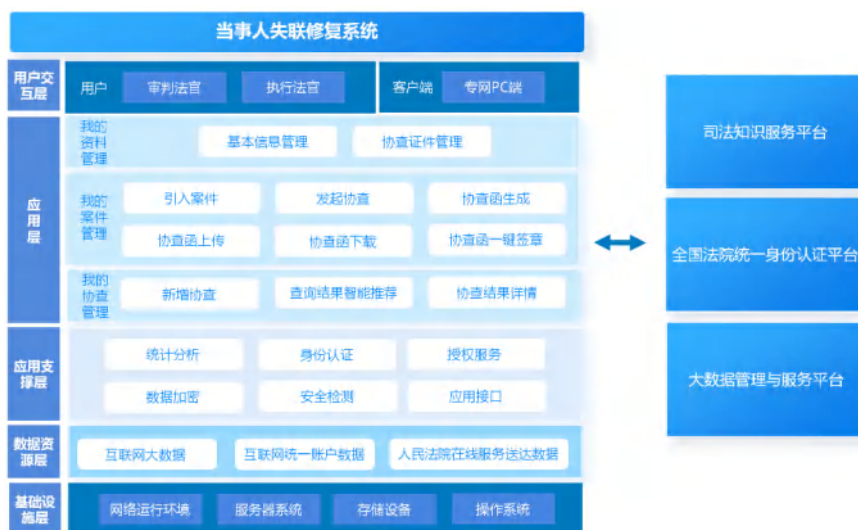 当事人失联修复系统
用户交
互层
用户
审判法官
执行法官
客户端
专网PC端
应
用
层
我的
资料
管理
基本信息管理
协查证件管理
我的
案件
管理
引入案件
发起协查
协查函生成
协查函上传
协查函下载
协查函一键签章
我的
协查
管理
新增协查
查询结果智能推荐
协查结果详情
应用支
撑层
统计分析
身份认证
授权服务
数据加密
安全检测
应用接口
数据资
源层
互联网大数据
互联网统一账户数据
人民法院在线服务送达数据
基础设
施层
网络运行环境
服务器系统
存储设备
操作系统
司法知识服务平台
全国法院统一身份认证平台
大数据管理与服务平台